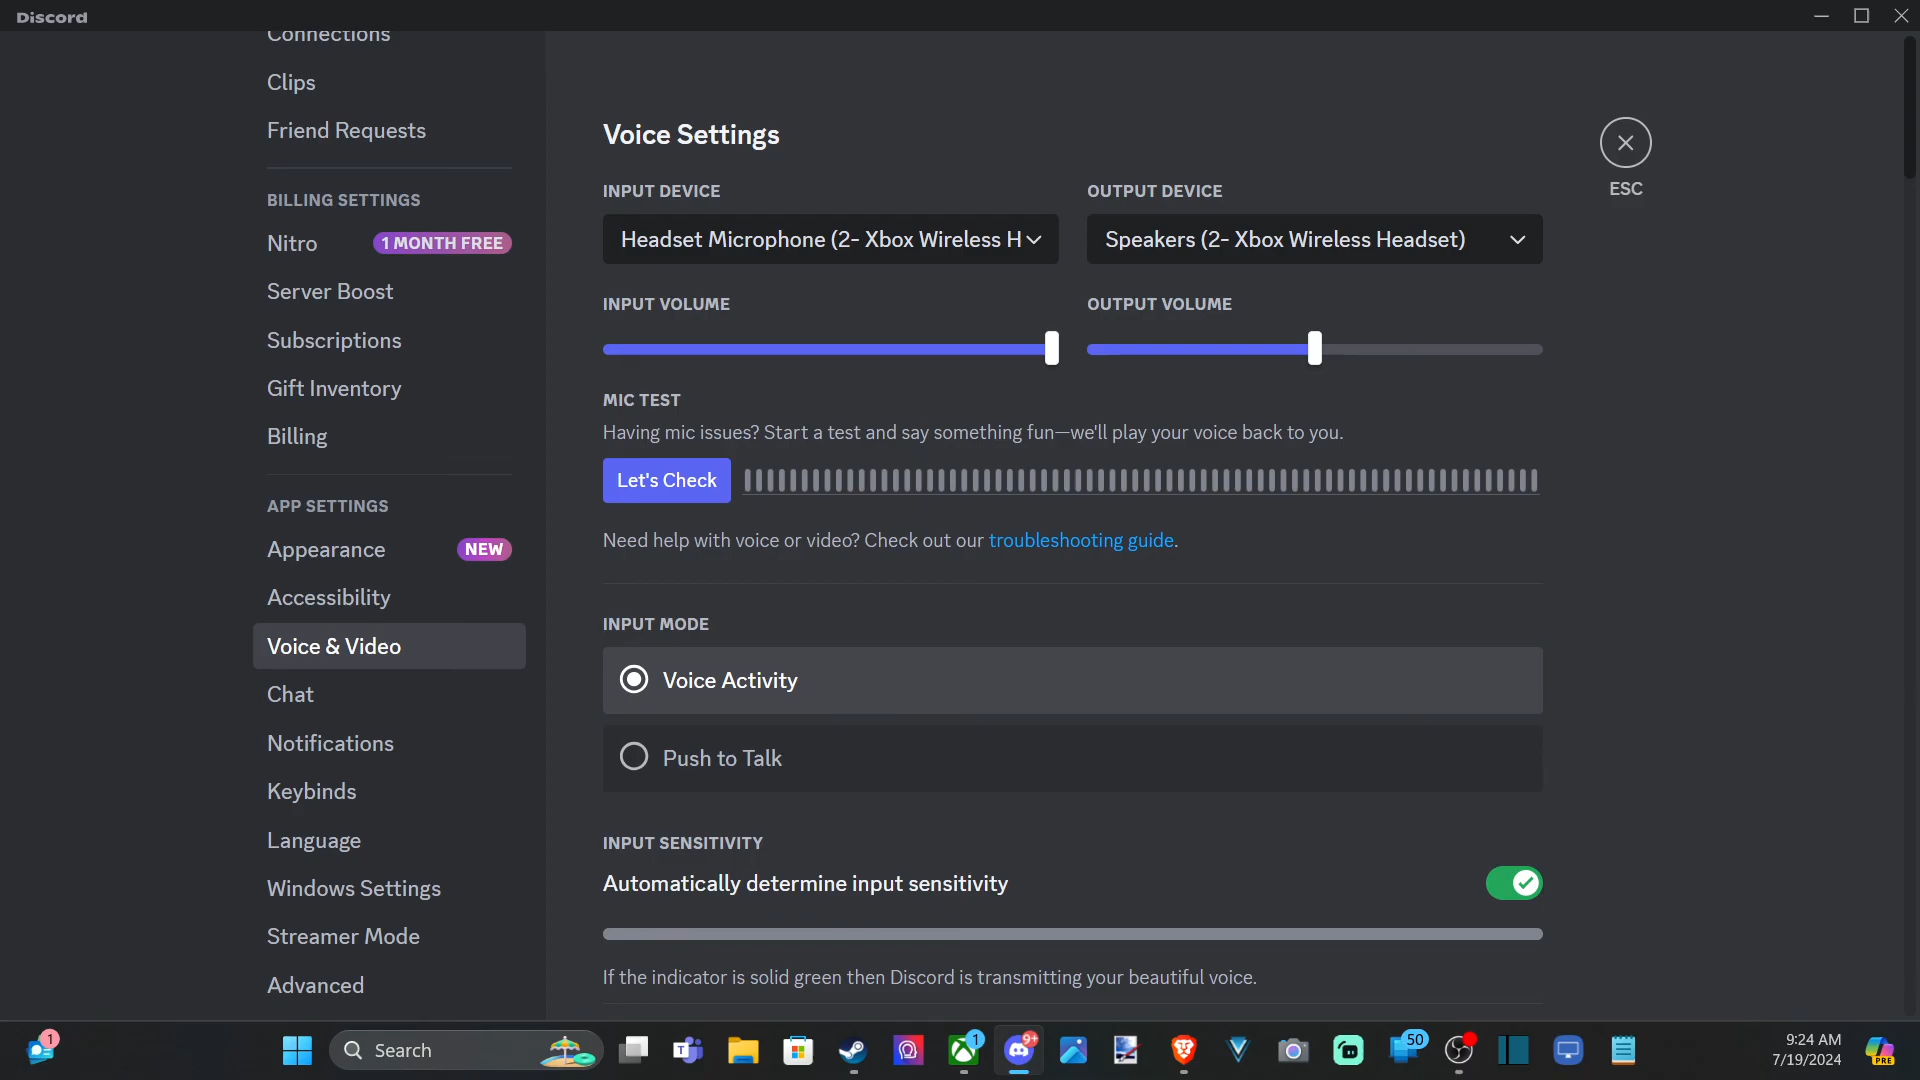 Discord
Connections
Clips
Friend Requests
BILLING SETTINGS
Nitro
1 MONTH FREE
Server Boost
Subscriptions
Gift Inventory
Billing
APP SETTINGS
Appearance
NEW
Accessibility
Voice & Video
Chat
Notifications
Keybinds
Language
Windows Settings
Streamer Mode
Advanced
Voice Settings
ESC
INPUT DEVICE
Headset Microphone (2- Xbox Wireless H
OUTPUT DEVICE
Speakers (2- Xbox Wireless Headset)
INPUT VOLUME
OUTPUT VOLUME
MIC TEST
Having mic issues? Start a test and say something fun—we'll play your voice back to you.
Let's Check
Need help with voice or video? Check out our troubleshooting guide.
INPUT MODE
Voice Activity
Push to Talk
INPUT SENSITIVITY
Automatically determine input sensitivity
If the indicator is solid green then Discord is transmitting your beautiful voice.
1
Search
T
1
9+
50
9:24 AM
7/19/2024
PRE